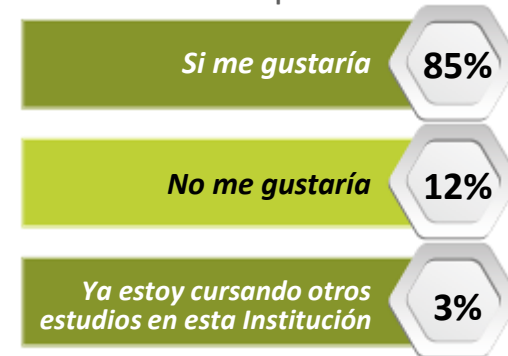 Si me gustaría
85%
No me gustaría
12%
Ya estoy cursando otros
estudios en esta Institución
3%